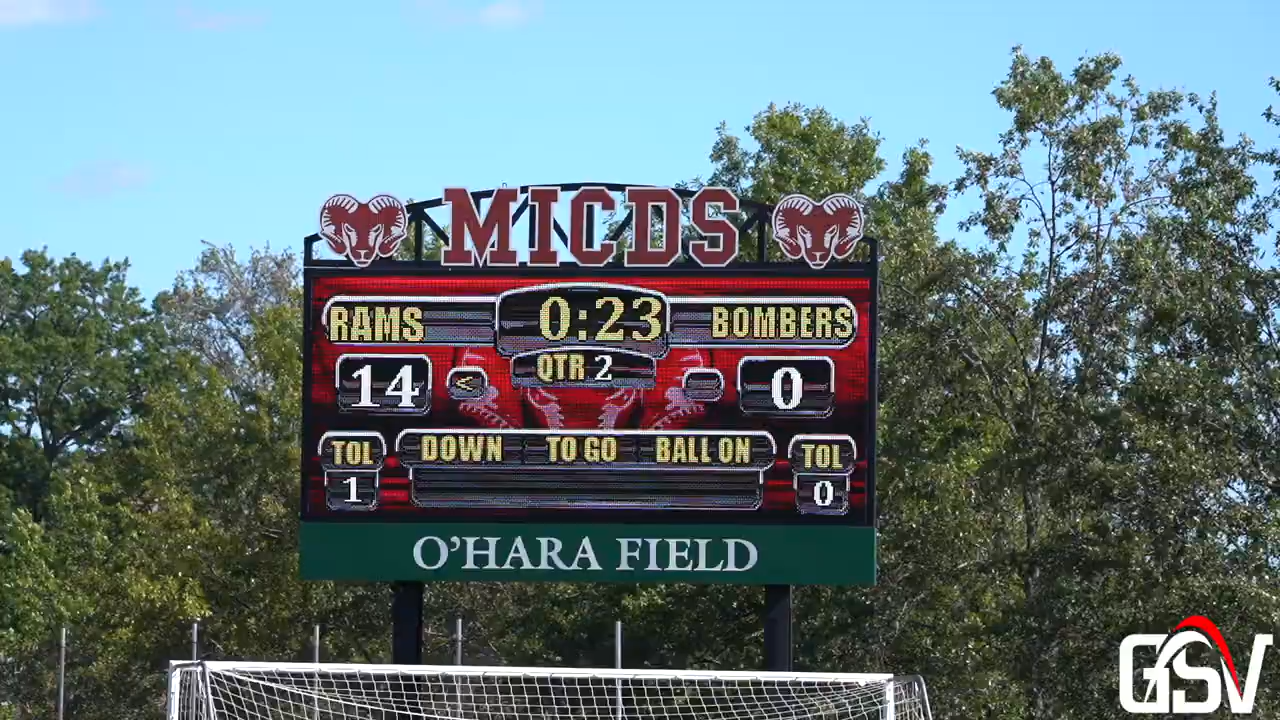 MICDS
RAMS 0:23 BOMBERS
14 < QTR 2 0
TOL DOWN TO GO BALL ON TOL
1 0
O'HARA FIELD
GSV